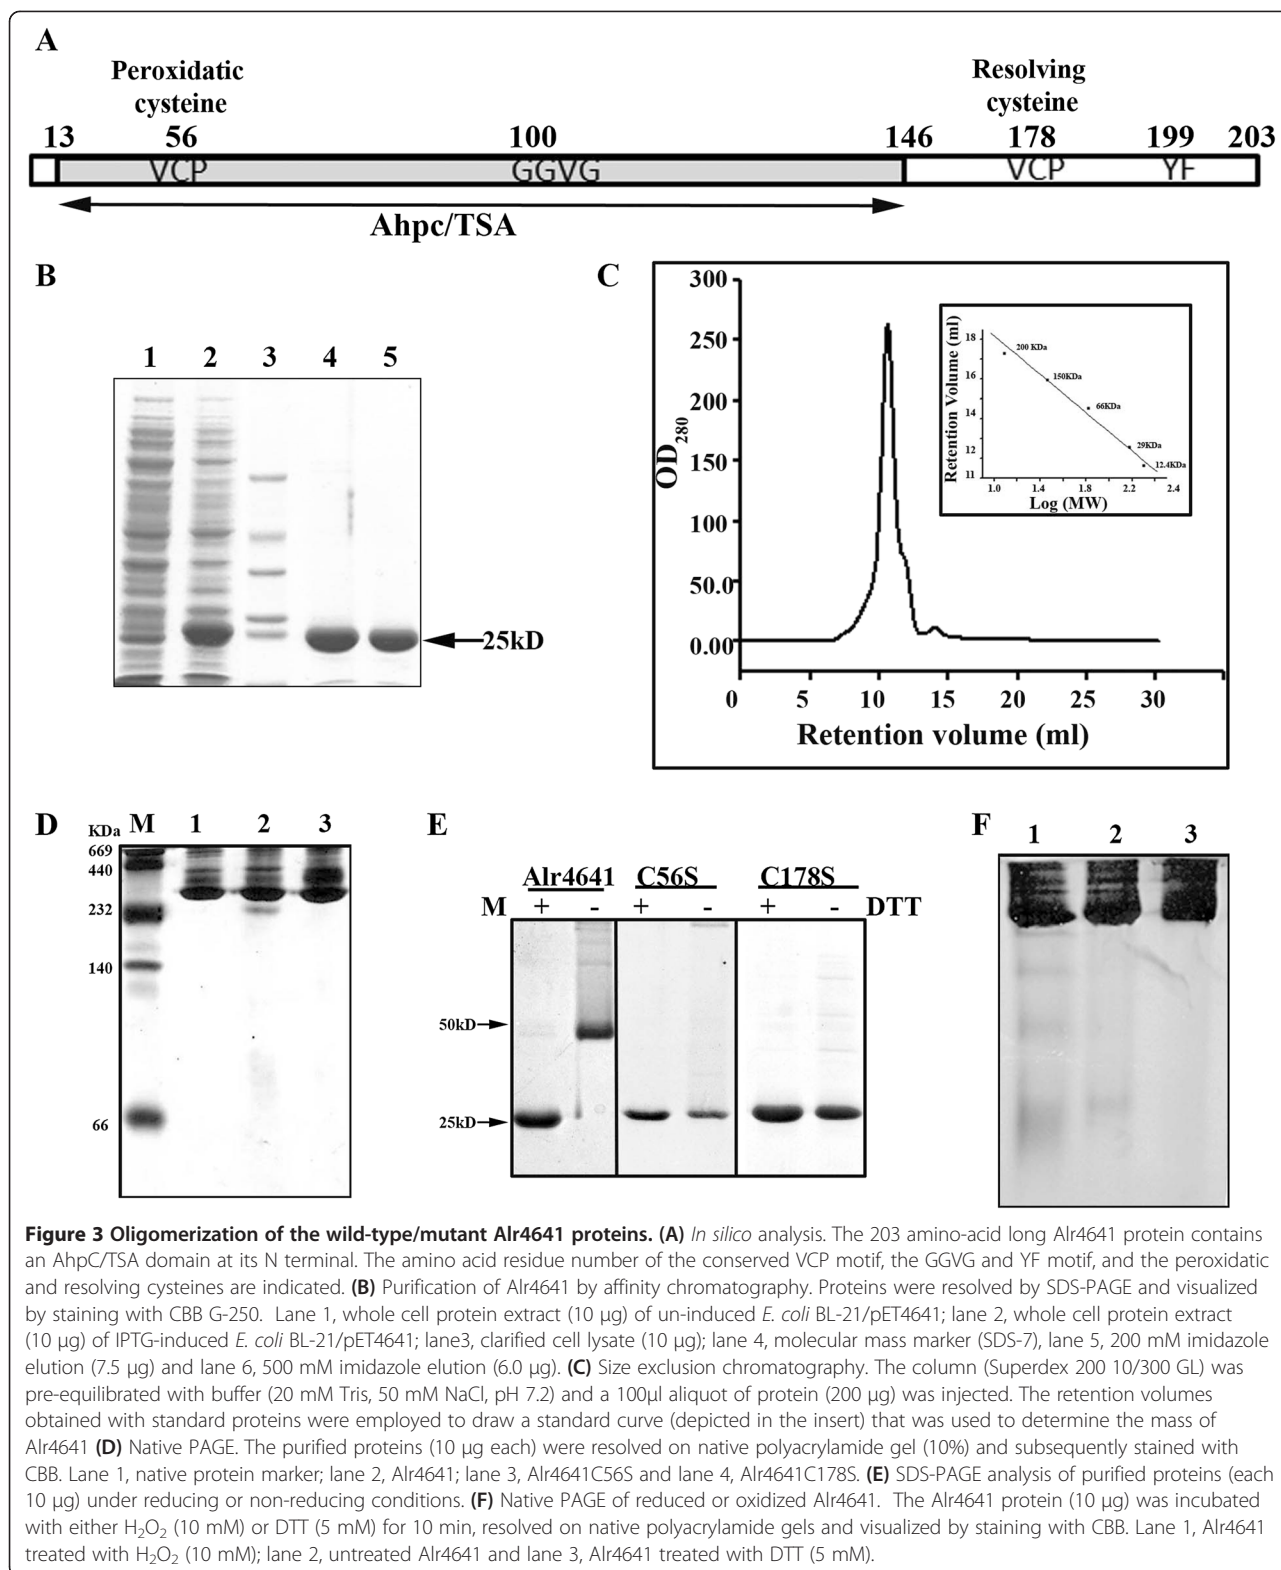 A
Peroxidatic
cysteine
Resolving
cysteine
13 56 100 146 178 199 203
VCP GGVG VCP YF
Ahpc/TSA
B
1 2 3 4 5
25kD
C
300
250
200
150
100
50.0
0.00
OD280
0 5 10 15 20 25 30
Retention volume (ml)
18
16
14
12
11
Retention Volume (ml)
200 KDa
150KDa
66KDa
29KDa
12.4KDa
1.0 1.4 1.8 2.2 2.4
Log (MW)
D
KDa M 1 2 3
669
440
232
140
66
E
Alr4641 C56S C178S
M + - + - + - DTT
50kD
25kD
F
1 2 3
Figure 3 Oligomerization of the wild-type/mutant Alr4641 proteins. (A) In silico analysis. The 203 amino-acid long Alr4641 protein contains
an AhpC/TSA domain at its N terminal. The amino acid residue number of the conserved VCP motif, the GGVG and YF motif, and the peroxidatic
and resolving cysteines are indicated. (B) Purification of Alr4641 by affinity chromatography. Proteins were resolved by SDS-PAGE and visualized
by staining with CBB G-250. Lane 1, whole cell protein extract (10 μg) of un-induced E. coli BL-21/pET4641; lane 2, whole cell protein extract
(10 μg) of IPTG-induced E. coli BL-21/pET4641; lane3, clarified cell lysate (10 μg); lane 4, molecular mass marker (SDS-7), lane 5, 200 mM imidazole
elution (7.5 μg) and lane 6, 500 mM imidazole elution (6.0 μg). (C) Size exclusion chromatography. The column (Superdex 200 10/300 GL) was
pre-equilibrated with buffer (20 mM Tris, 50 mM NaCl, pH 7.2) and a 100μl aliquot of protein (200 μg) was injected. The retention volumes
obtained with standard proteins were employed to draw a standard curve (depicted in the insert) that was used to determine the mass of
Alr4641 (D) Native PAGE. The purified proteins (10 μg each) were resolved on native polyacrylamide gel (10%) and subsequently stained with
CBB. Lane 1, native protein marker; lane 2, Alr4641; lane 3, Alr4641C56S and lane 4, Alr4641C178S. (E) SDS-PAGE analysis of purified proteins (each
10 μg) under reducing or non-reducing conditions. (F) Native PAGE of reduced or oxidized Alr4641. The Alr4641 protein (10 μg) was incubated
with either H2O2 (10 mM) or DTT (5 mM) for 10 min, resolved on native polyacrylamide gels and visualized by staining with CBB. Lane 1, Alr4641
treated with H2O2 (10 mM); lane 2, untreated Alr4641 and lane 3, Alr4641 treated with DTT (5 mM).